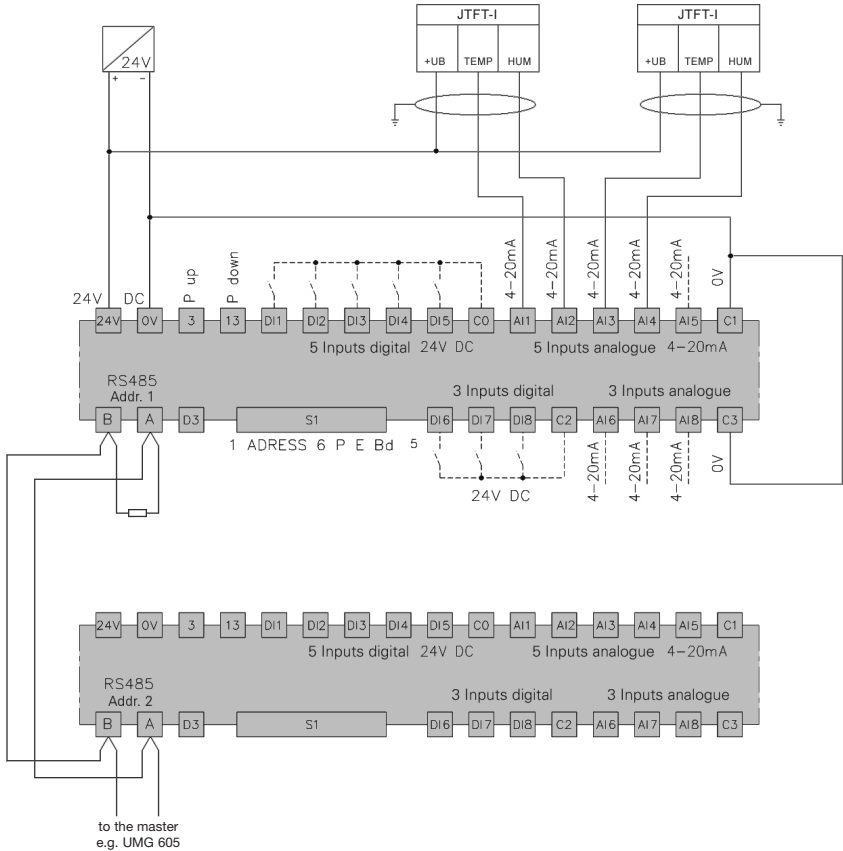 JTFT-I JTFT-I
24V
+ −
+UB TEMP HUM +UB TEMP HUM
24V DC P up P down 4−20mA 4−20mA 4−20mA 4−20mA 4−20mA 0V
24V 0V 3 13 DI1 DI2 DI3 DI4 DI5 C0 AI1 AI2 AI3 AI4 AI5 C1
5 Inputs digital 24V DC 5 Inputs analogue 4−20mA
RS485
Addr. 1
3 Inputs digital 3 Inputs analogue
B A D3 S1 DI6 DI7 DI8 C2 AI6 AI7 AI8 C3
1 ADRESS 6 P E Bd 5
4−20mA 4−20mA 4−20mA 0V
24V DC
24V 0V 3 13 DI1 DI2 DI3 DI4 DI5 C0 AI1 AI2 AI3 AI4 AI5 C1
5 Inputs digital 24V DC 5 Inputs analogue 4−20mA
RS485
Addr. 2
3 Inputs digital 3 Inputs analogue
B A D3 S1 DI6 DI7 DI8 C2 AI6 AI7 AI8 C3
to the master
e.g. UMG 605